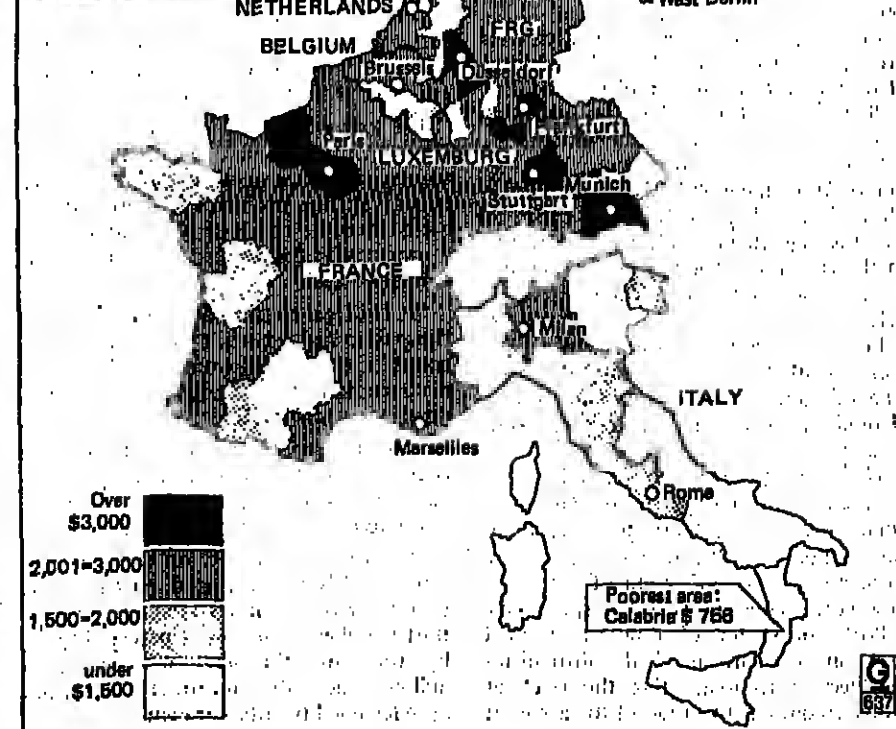 NETHERLANDS
FRG
West Berlin
BELGIUM
Brussels
Düsseldorf
Paris
Frankfurt
LUXEMBURG
Munich
Stuttgart
FRANCE
Milan
ITALY
Marseilles
Roma
Over
$3,000
2,001=3,000
1,500=2,000
under
$1,500
Poorest area:
Calabria $ 756
G
637